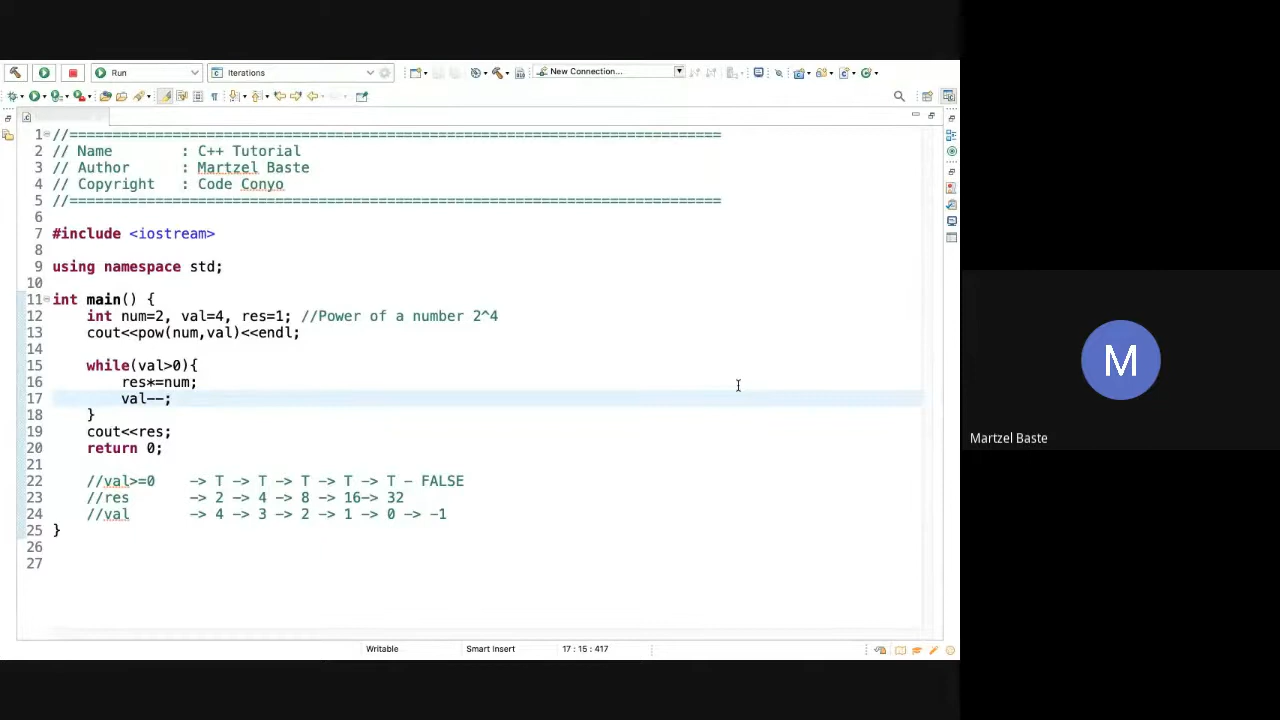 Run
Iterations
New Connection...
1 //============================================================================
2 // Name        : C++ Tutorial
3 // Author      : Martzel Baste
4 // Copyright   : Code Conyo
5 //============================================================================
6
7 #include <iostream>
8
9 using namespace std;
10
11 int main() {
12     int num=2, val=4, res=1; //Power of a number 2^4
13     cout<<pow(num,val)<<endl;
14
15     while(val>0){
16         res*=num;
17         val--;
18     }
19     cout<<res;
20     return 0;
21
22     //val>=0    -> T -> T -> T -> T -> T - FALSE
23     //res       -> 2 -> 4 -> 8 -> 16-> 32
24     //val       -> 4 -> 3 -> 2 -> 1 -> 0 -> -1
25 }
26
27
Writable
Smart Insert
17 : 15 : 417
M
Martzel Baste